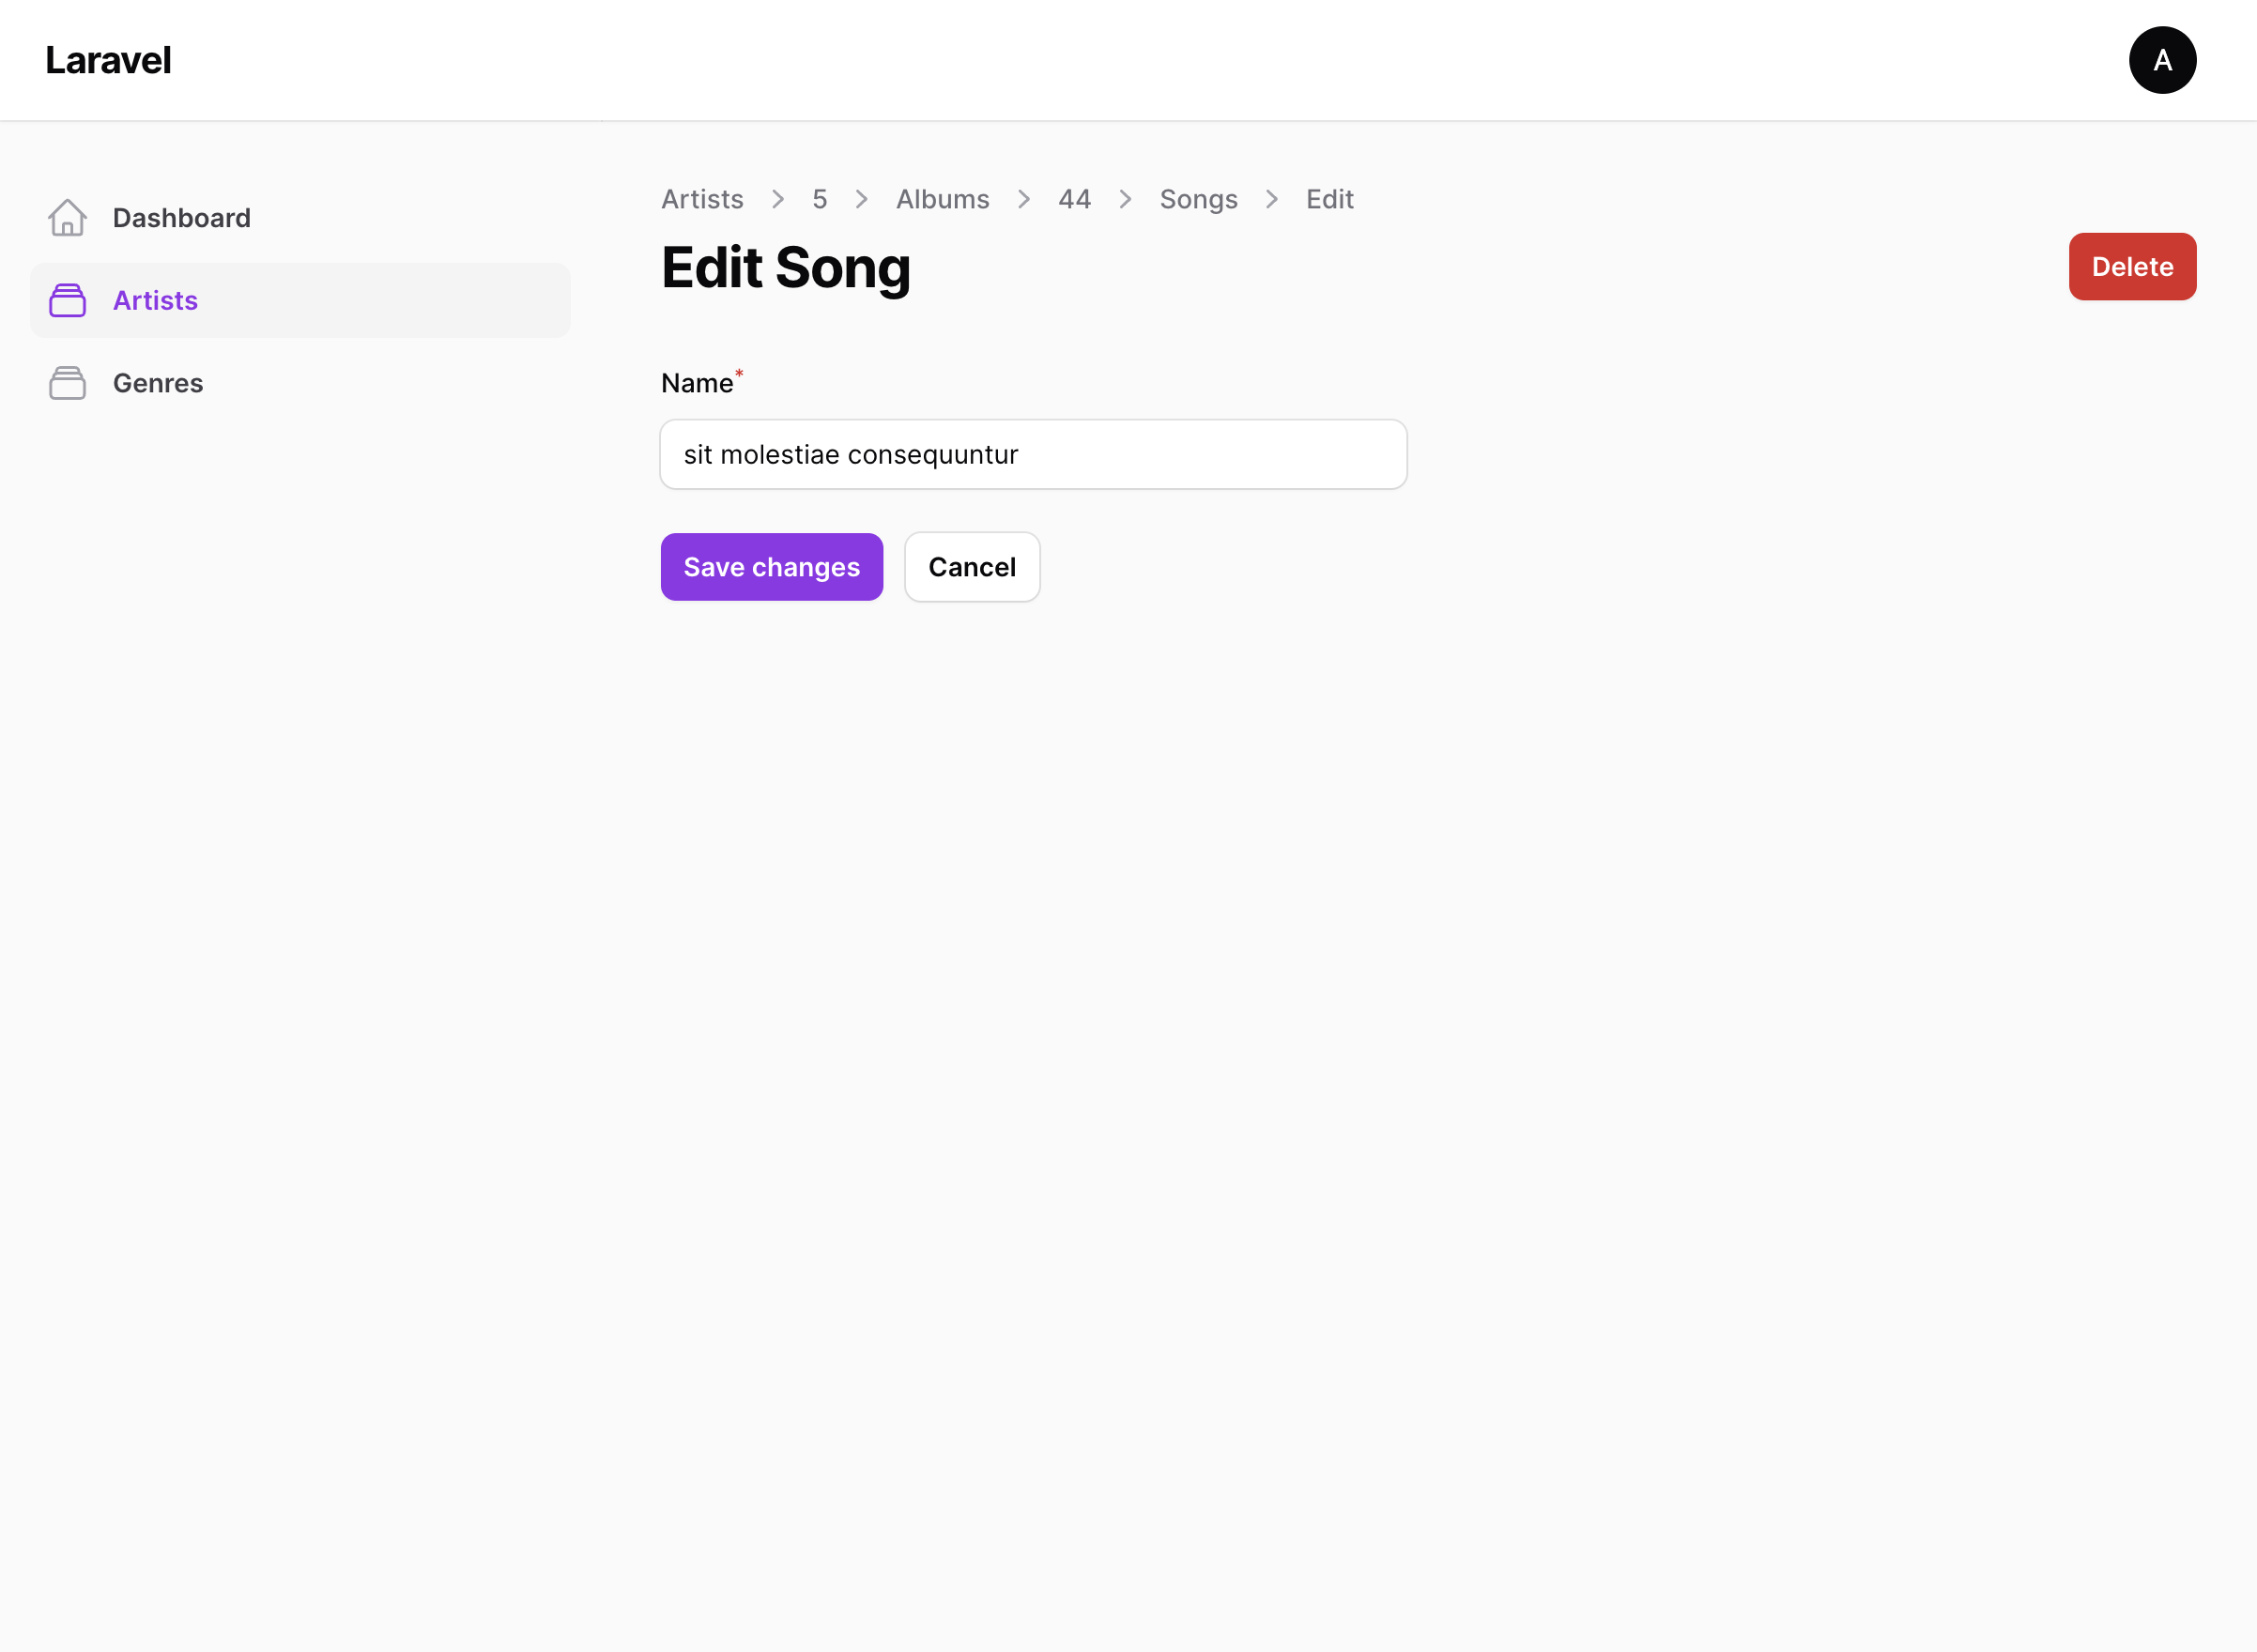 Laravel
A
Dashboard
Artists
Genres
Artists > 5 > Albums > 44 > Songs > Edit
Edit Song
Delete
Name*
sit molestiae consequuntur
Save changes
Cancel